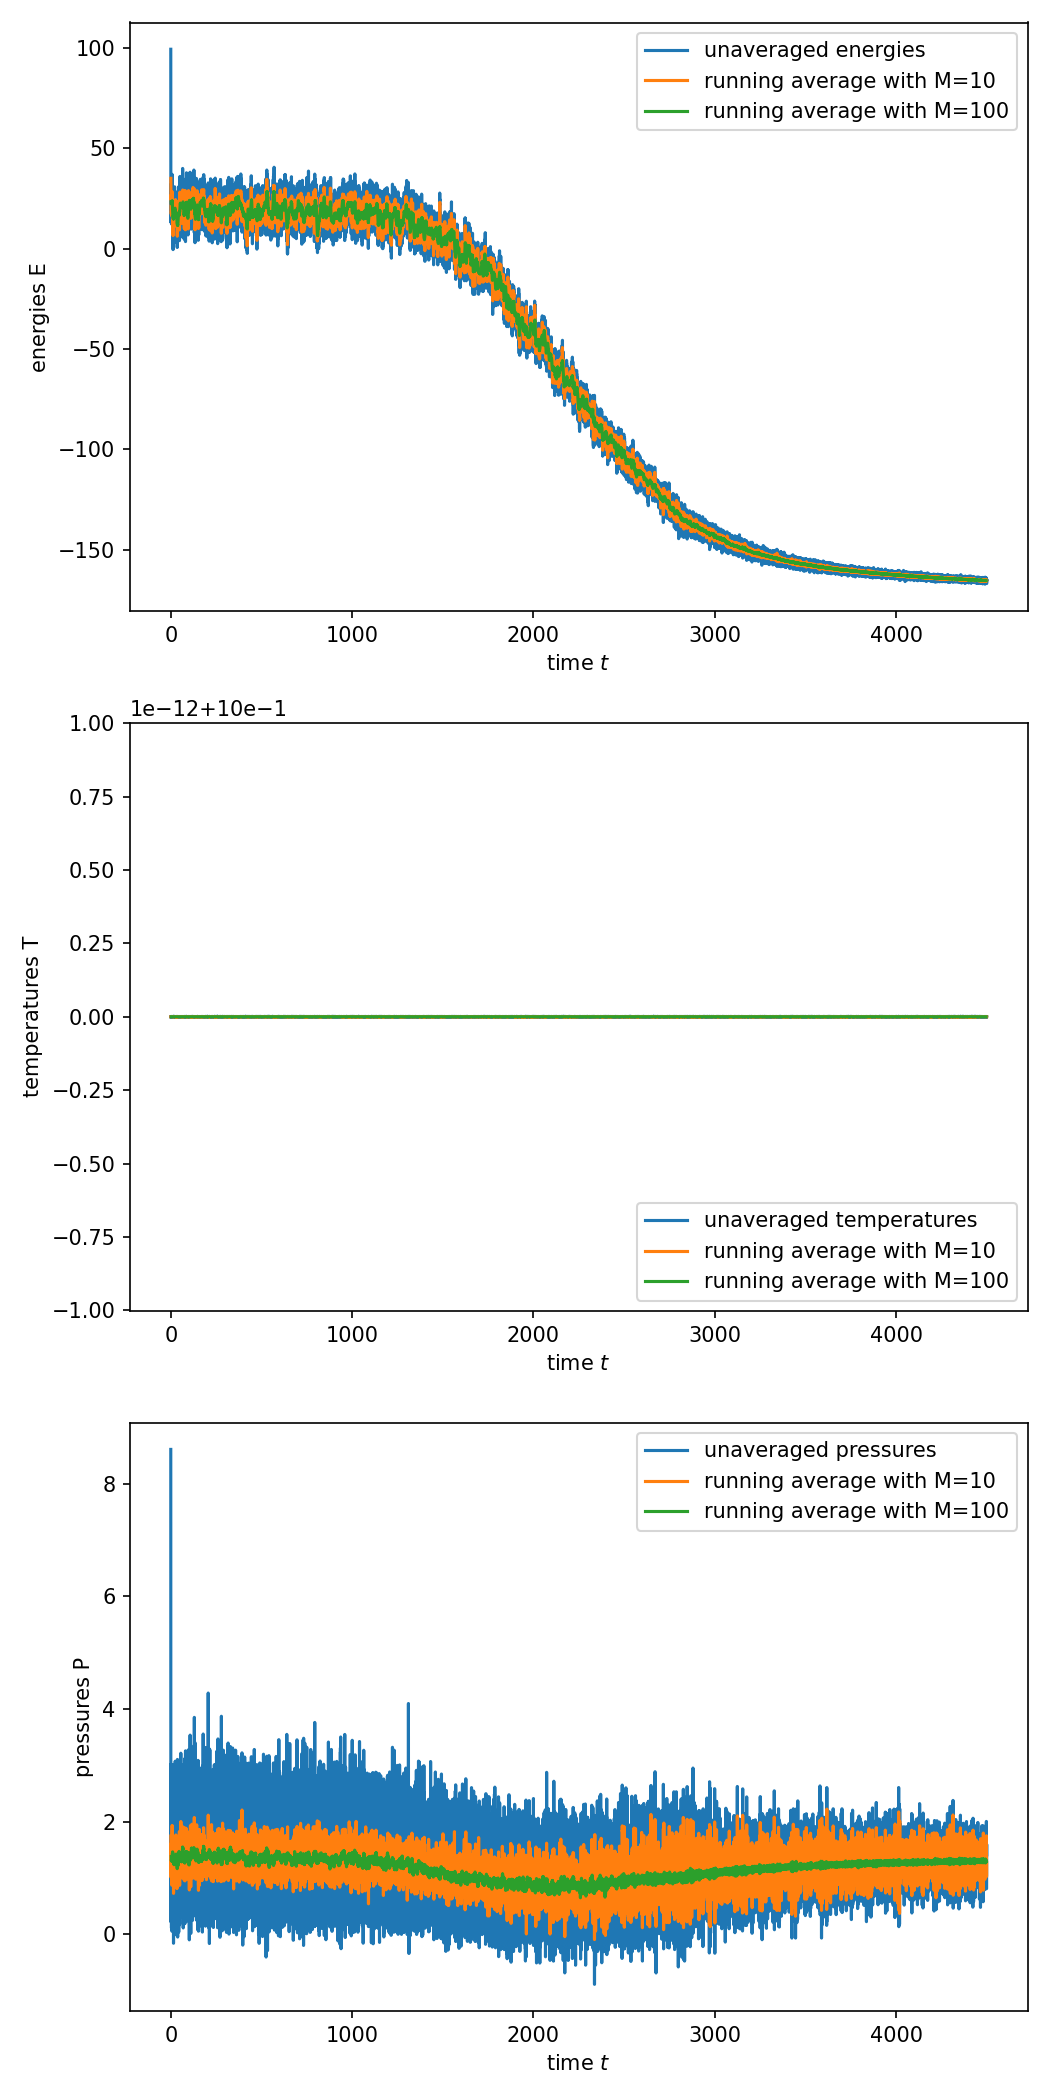 100
50
0
−50
−100
−150
energies E
unaveraged energies
running average with M=10
running average with M=100
0 1000 2000 3000 4000
time t
1e−12+10e−1
1.00
0.75
0.50
0.25
0.00
−0.25
−0.50
−0.75
−1.00
temperatures T
unaveraged temperatures
running average with M=10
running average with M=100
0 1000 2000 3000 4000
time t
8
6
4
2
0
pressures P
unaveraged pressures
running average with M=10
running average with M=100
0 1000 2000 3000 4000
time t